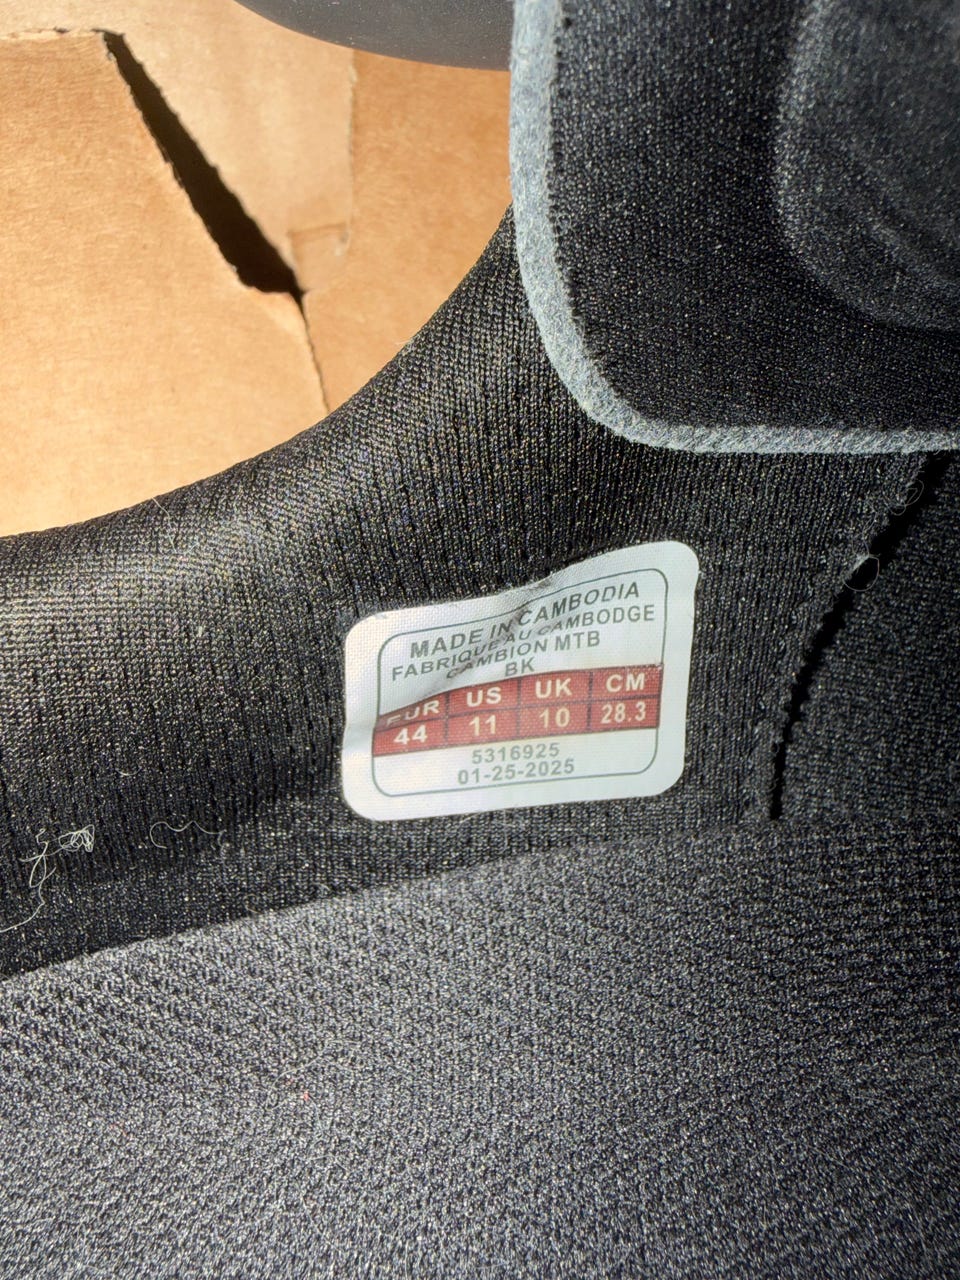 MADE IN CAMBODIA
FABRIQUE AU CAMBODGE
CAMBION MTB
BK
EUR US UK CM
44 11 10 28.3
5316925
01-25-2025